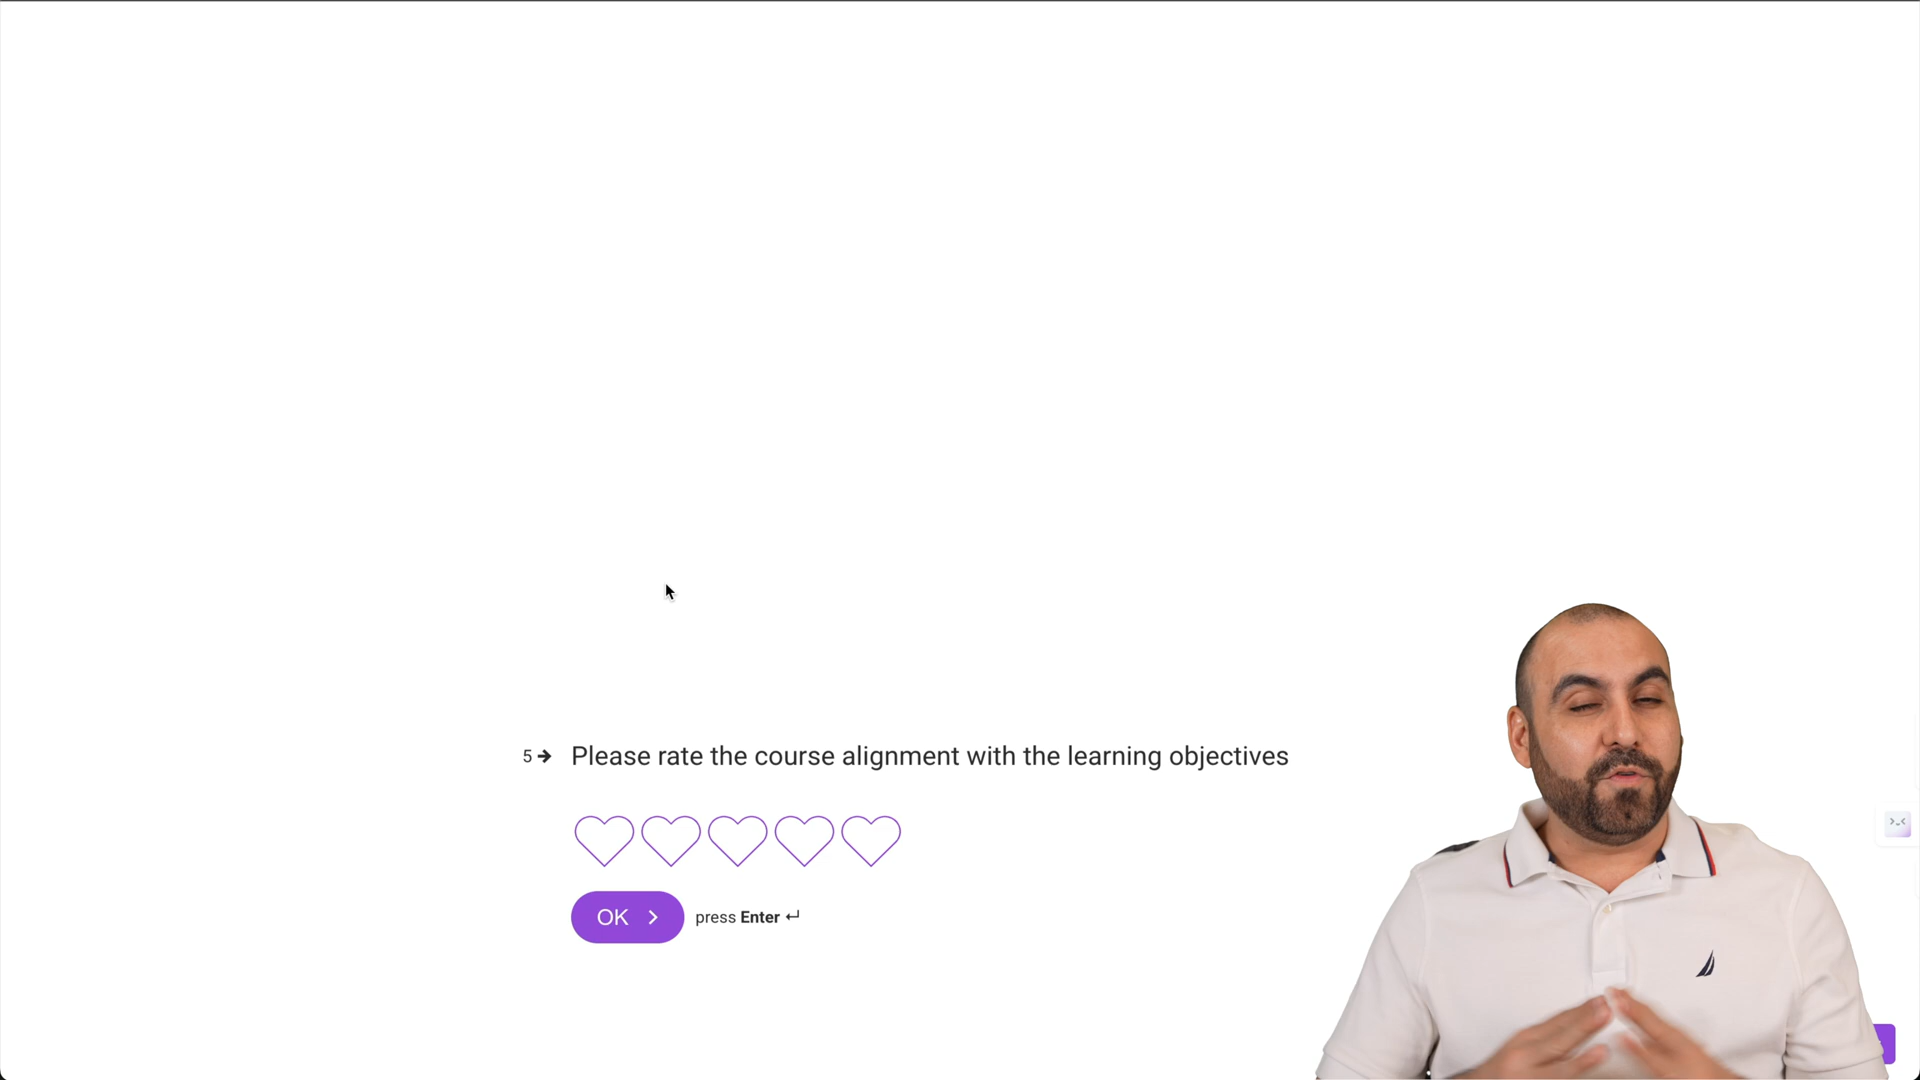 5 Please rate the course alignment with the learning objectives
OK press Enter